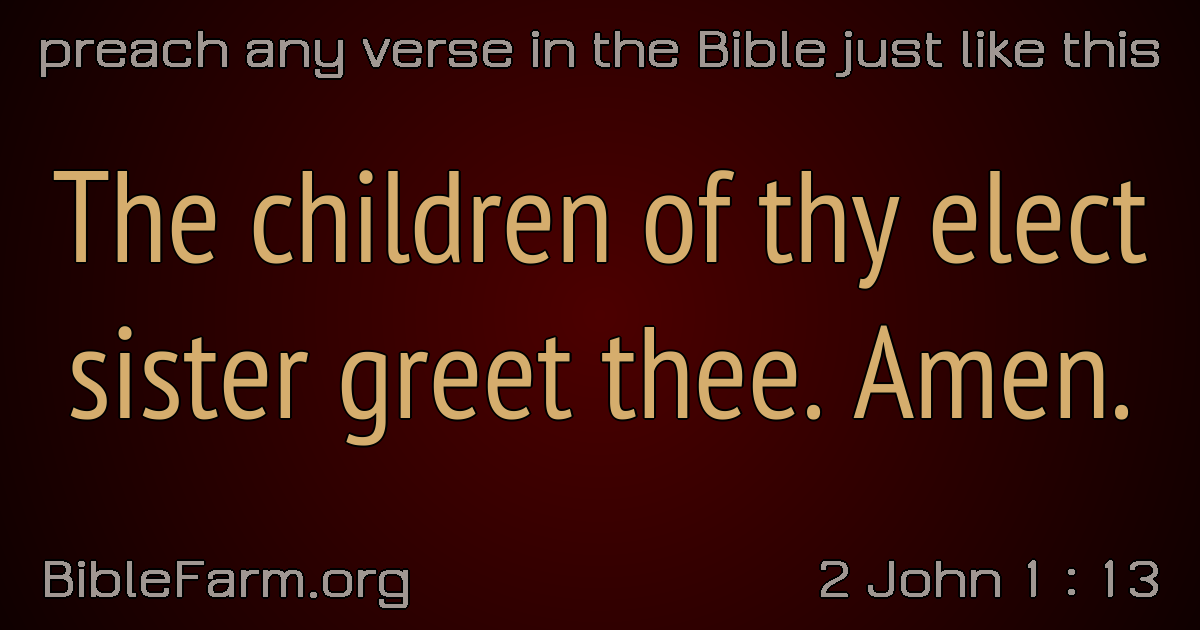 preach any verse in the Bible just like this
The children of thy elect
sister greet thee. Amen.
BibleFarm.org
2 John 1 : 13